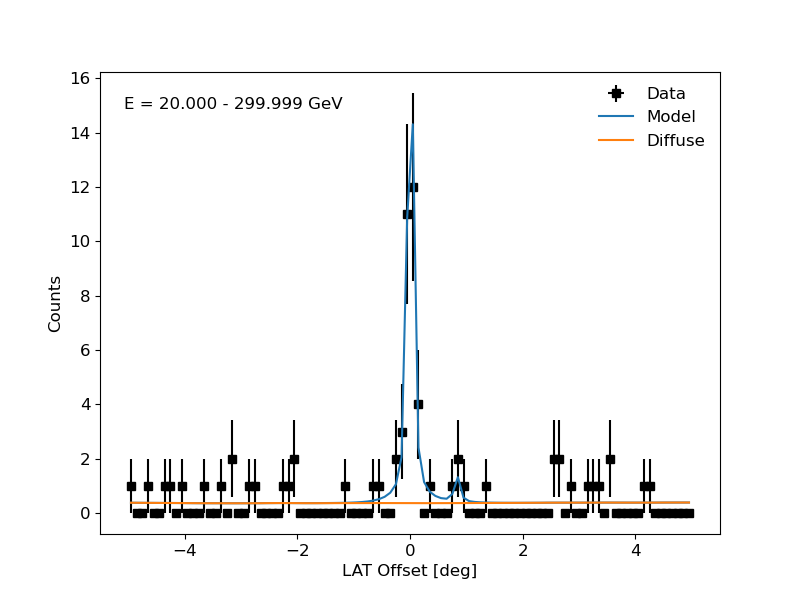 E = 20.000 - 299.999 GeV
Data
Model
Diffuse
16
14
12
10
8
6
4
2
0
Counts
−4
−2
0
2
4
LAT Offset [deg]